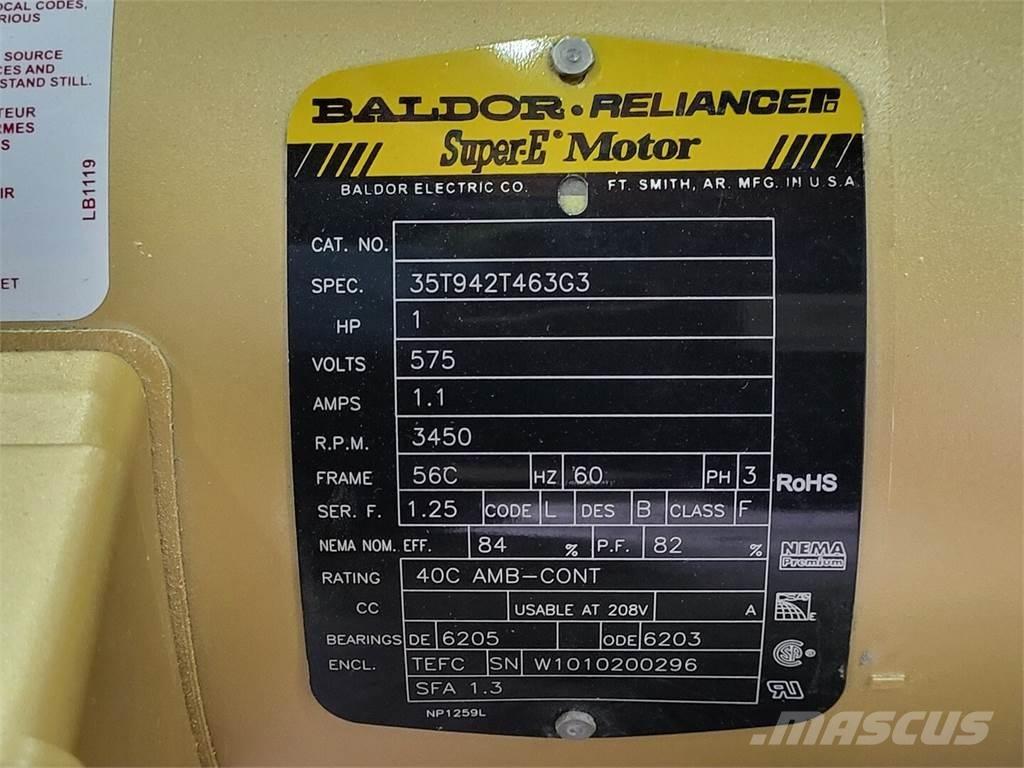 OCAL CODES,
RIOUS
SOURCE
CES AND
STAND STILL.
TEUR
RMES
S
IR
LB1119
ET
BALDOR • RELIANCER
Super-E® Motor
BALDOR ELECTRIC CO. FT. SMITH, AR. MFG. IN U.S.A.
CAT. NO.
SPEC. 35T942T463G3
HP 1
VOLTS 575
AMPS 1.1
R.P.M. 3450
FRAME 56C HZ 60 PH 3
RoHS
SER. F. 1.25 CODE L DES B CLASS F
NEMA NOM. EFF. 84 % P.F. 82 %
NEMA
Premium
RATING 40C AMB-CONT
CC USABLE AT 208V A
E
BEARINGS DE 6205 ODE 6203
ENCL. TEFC SN W1010200296
SFA 1.3
NP1259L
MASCUS